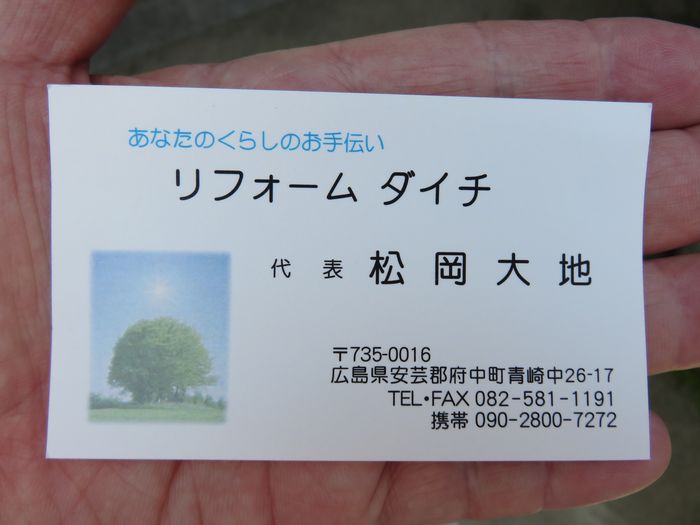 あなたのくらしのお手伝い
リフォーム ダイチ
代 表 松 岡 大 地
〒735-0016
広島県安芸郡府中町青崎中26-17
TEL•FAX 082-581-1191
携帯 090-2800-7272